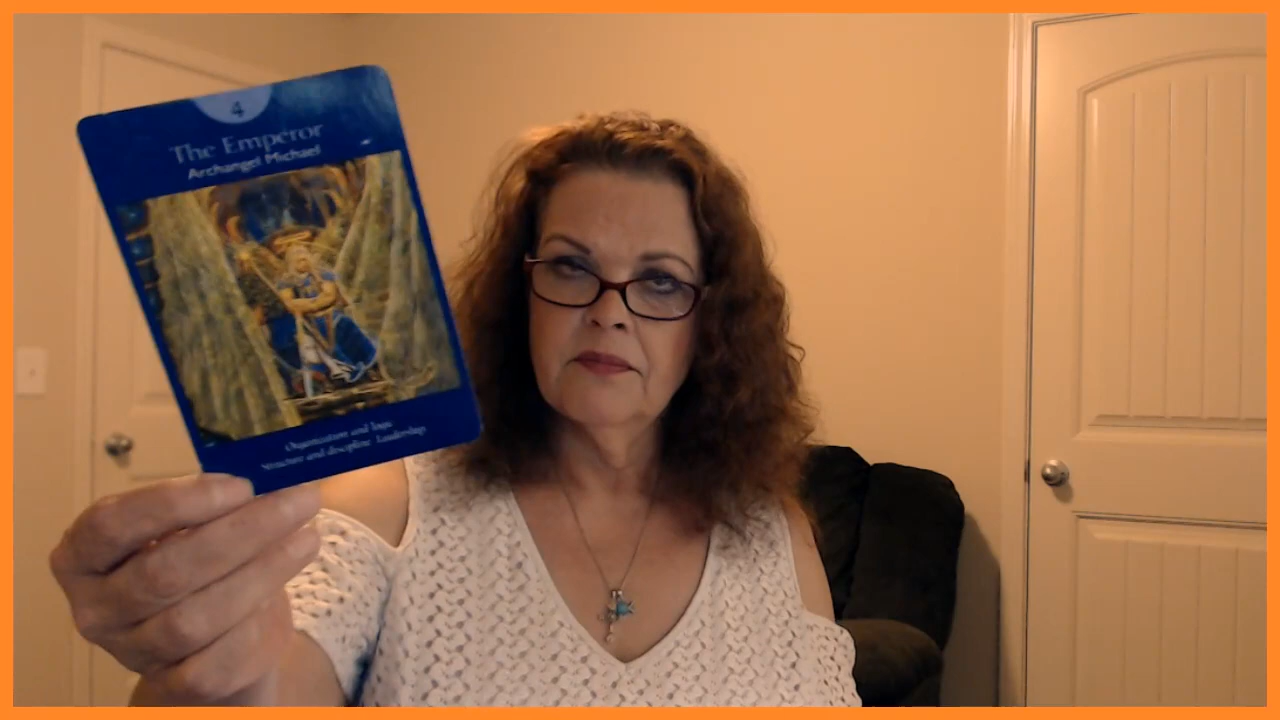 4
The Emperor
Archangel Michael
Organization and logic
Structure and discipline Leadership